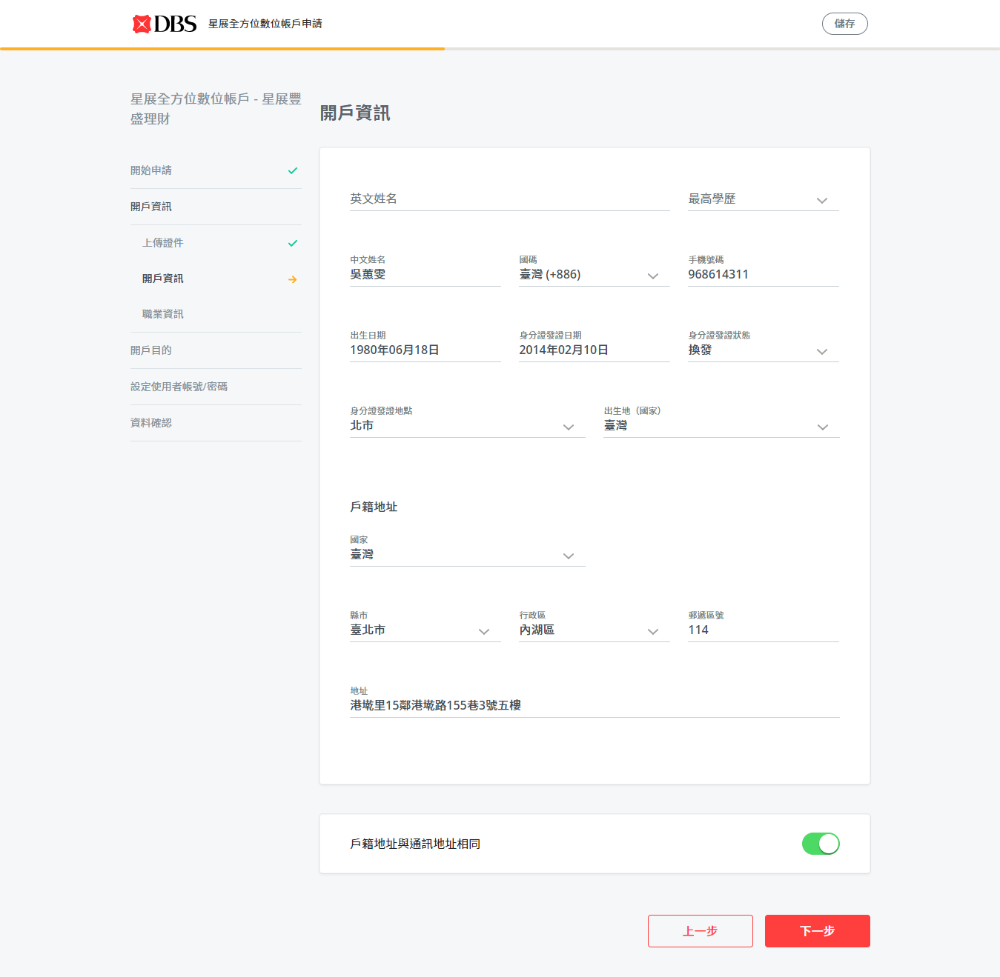 DBS 星展全方位數位帳戶申請
儲存
星展全方位數位帳戶 - 星展豐
盛理財
開始申請
開戶資訊
上傳證件
開戶資訊
職業資訊
開戶目的
設定使用者帳號/密碼
資料確認
開戶資訊
英文姓名
最高學歷
中文姓名
吳蕙雯
國碼
臺灣 (+886)
手機號碼
968614311
出生日期
1980年06月18日
身分證發證日期
2014年02月10日
身分證發證狀態
換發
身分證發證地點
北市
出生地（國家）
臺灣
戶籍地址
國家
臺灣
縣市
臺北市
行政區
內湖區
郵遞區號
114
地址
港墘里15鄰港墘路155巷3號五樓
戶籍地址與通訊地址相同
上一步
下一步